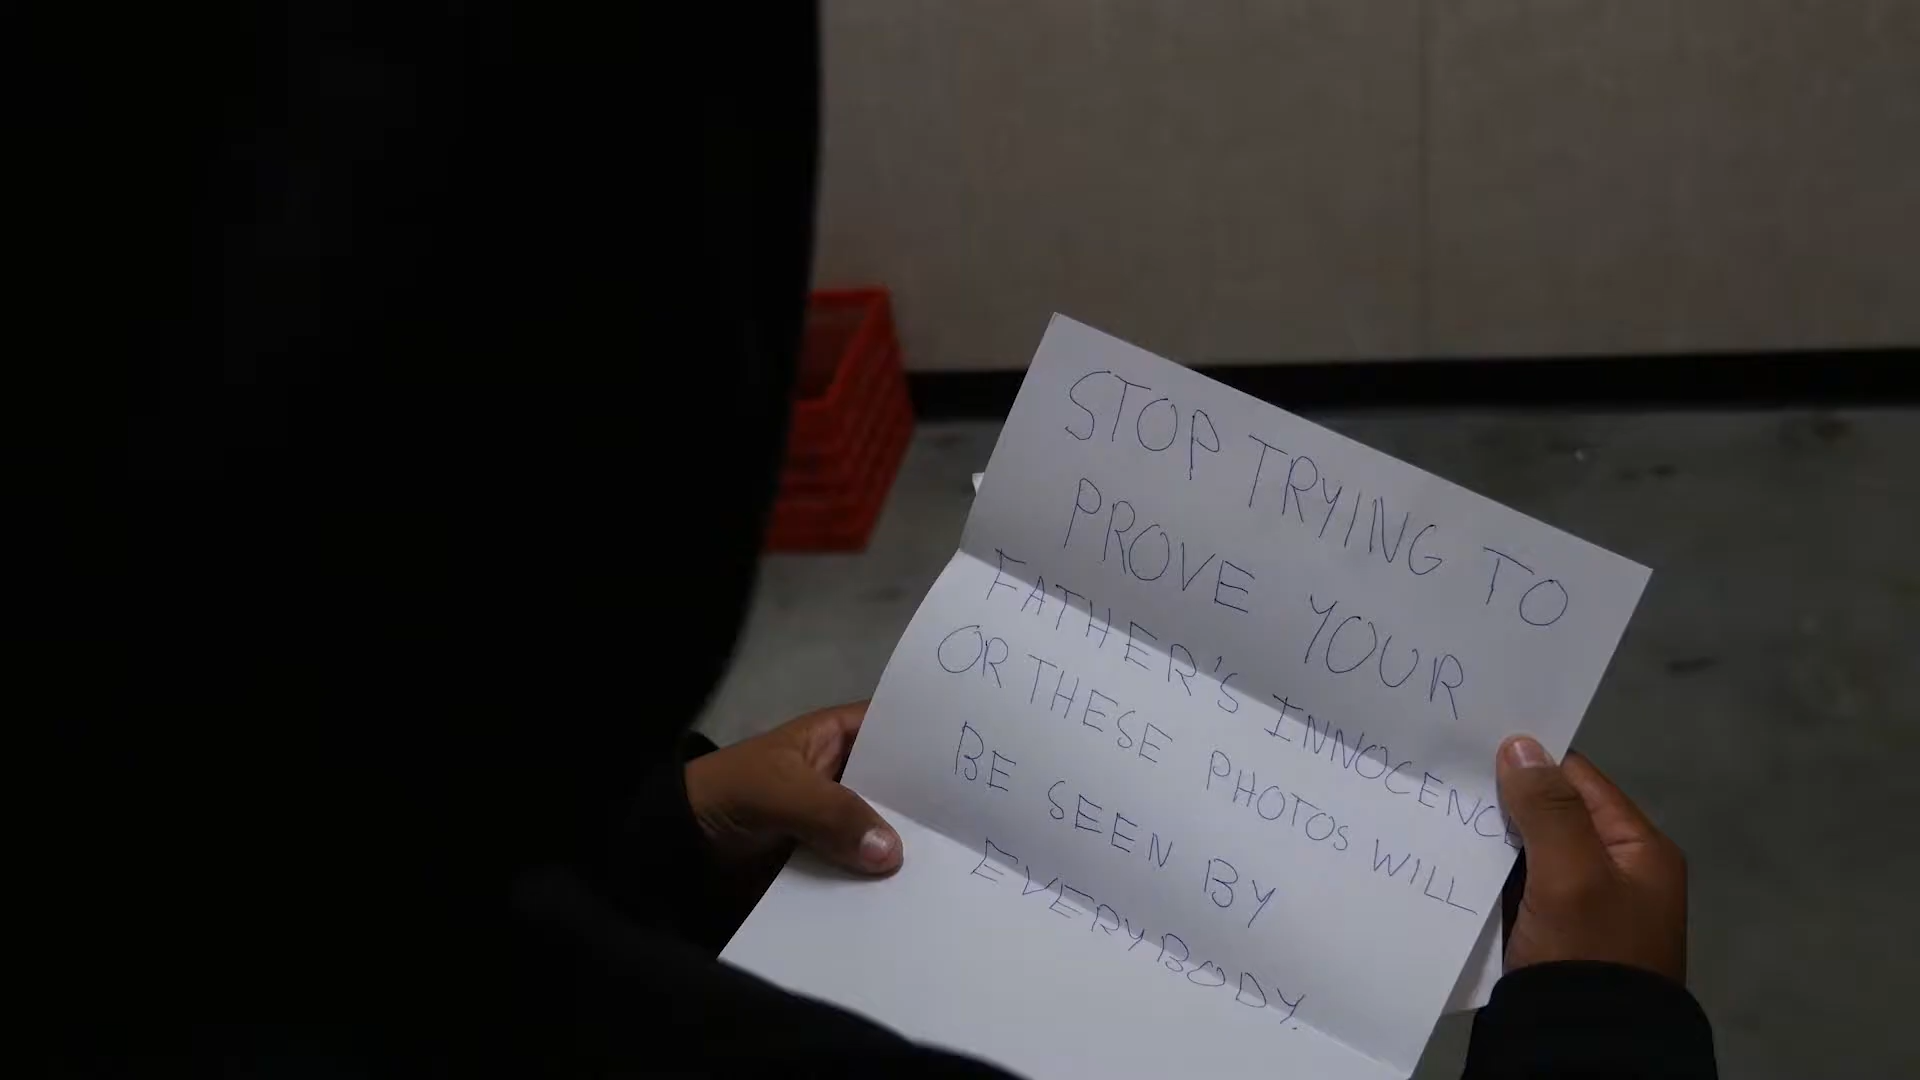 STOP TRYING TO
PROVE YOUR
FATHER'S INNOCENCE
OR THESE PHOTOS WILL
BE SEEN BY
EVERYBODY.